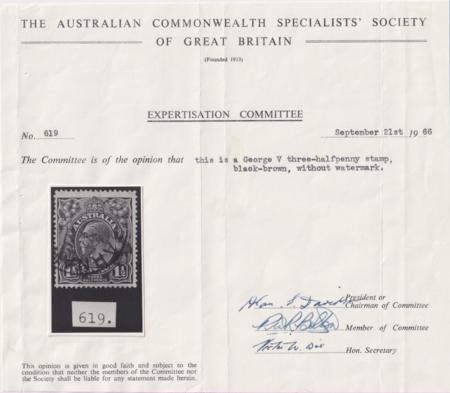 THE AUSTRALIAN COMMONWEALTH SPECIALISTS' SOCIETY
OF GREAT BRITAIN
(Founded 1913)
EXPERTISATION COMMITTEE
No. 619
September 21st 1966
The Committee is of the opinion that this is a George V three-halfpenny stamp,
black-brown, without watermark.
AUSTRALIA
619.
President or
Chairman of Committee
Member of Committee
Hon. Secretary
This opinion is given in good faith and subject to the
condition that neither the members of the Committee nor
the Society shall be liable for any statement made herein.